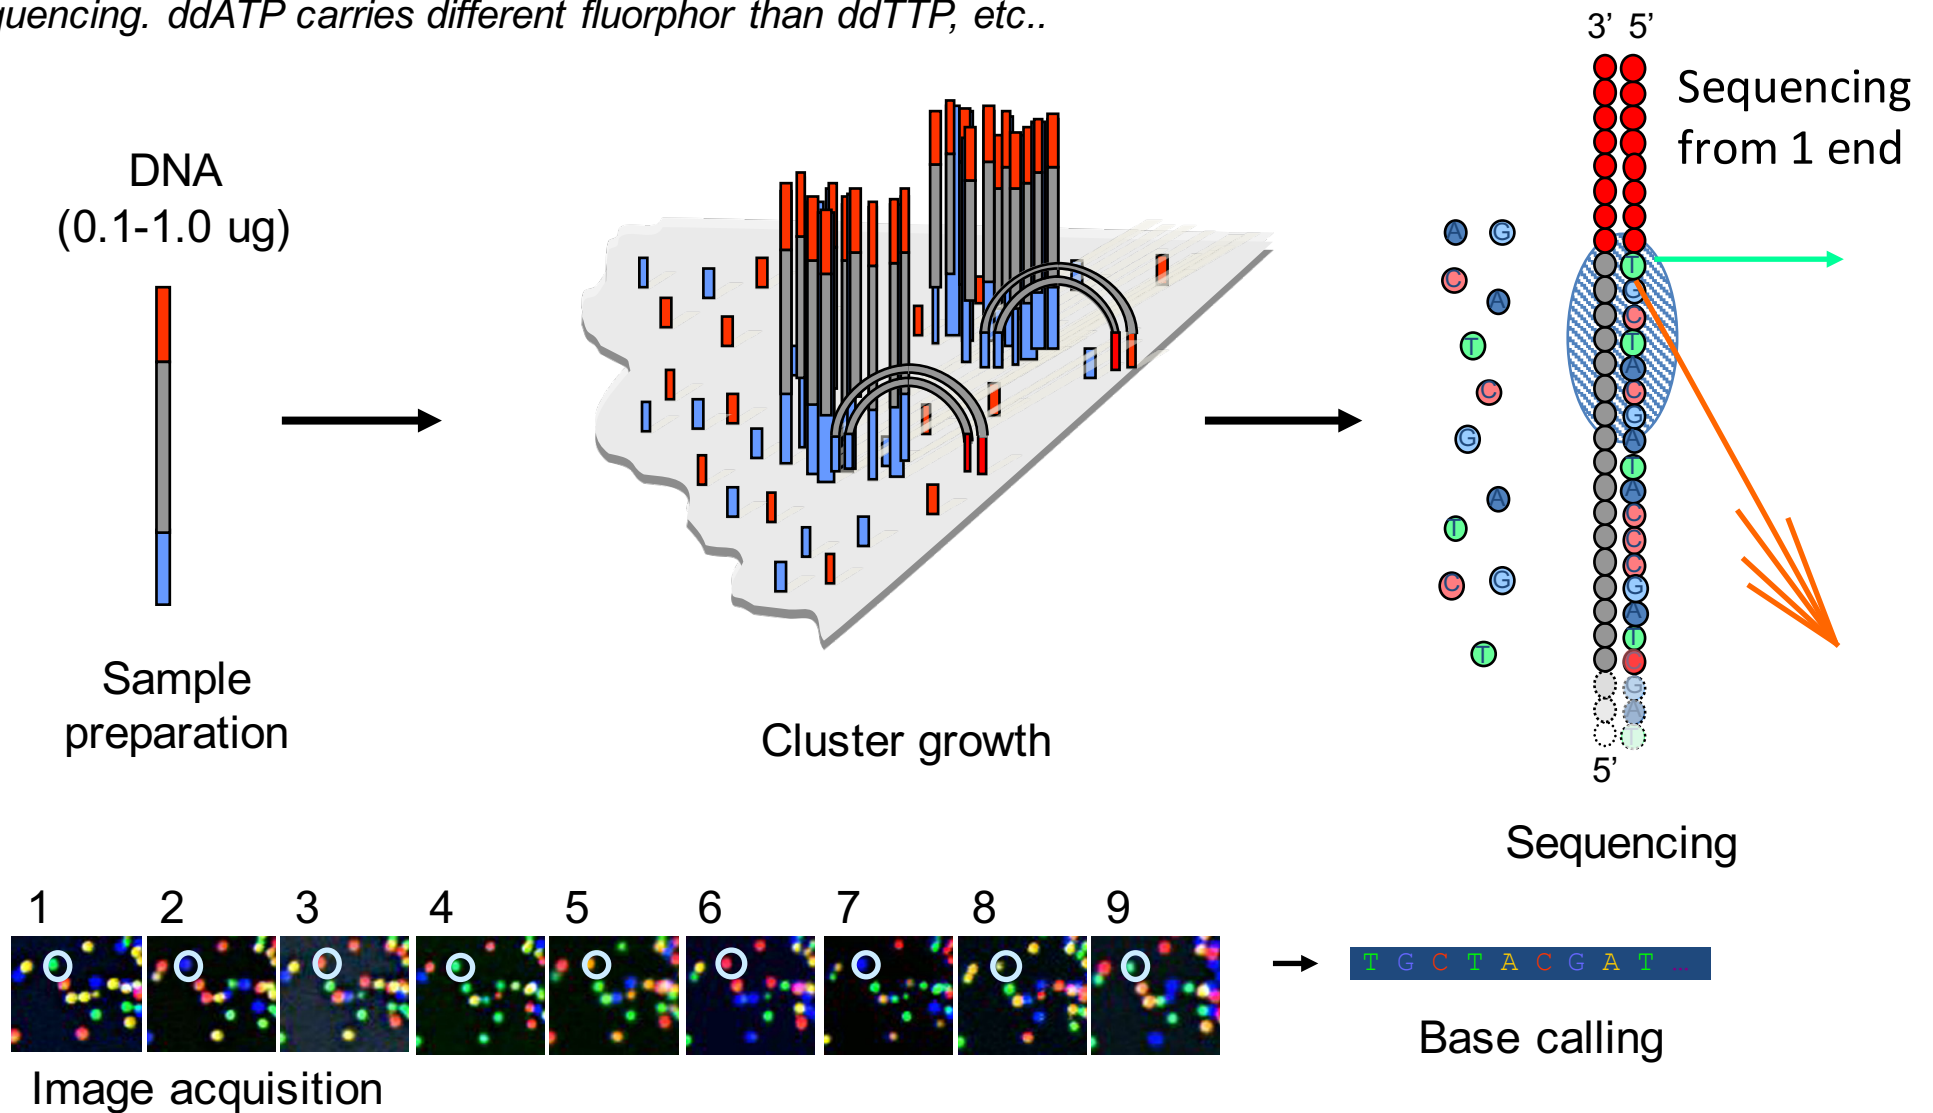 quencing. ddATP carries different fluorphor than ddTTP, etc..
3’ 5’
Sequencing
from 1 end
DNA
(0.1-1.0 ug)
A G
C
A
T
C
G
A
T
C G
T
T
G
C
T
A
C
G
A
T
A
C
C
C
G
A
T
G
A
T
5’
Sample
preparation
Cluster growth
Sequencing
1 2 3 4 5 6 7 8 9
T G C T A C G A T ...
Base calling
Image acquisition